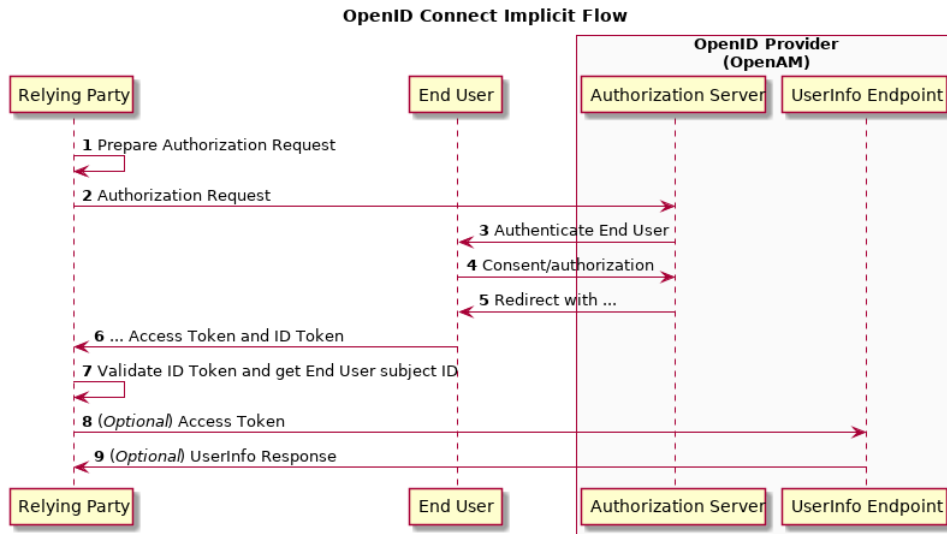 OpenID Connect Implicit Flow
OpenID Provider
(OpenAM)
Relying Party
End User
Authorization Server
UserInfo Endpoint
1 Prepare Authorization Request
2 Authorization Request
3 Authenticate End User
4 Consent/authorization
5 Redirect with ...
6 ... Access Token and ID Token
7 Validate ID Token and get End User subject ID
8 (Optional) Access Token
9 (Optional) UserInfo Response
Relying Party
End User
Authorization Server
UserInfo Endpoint